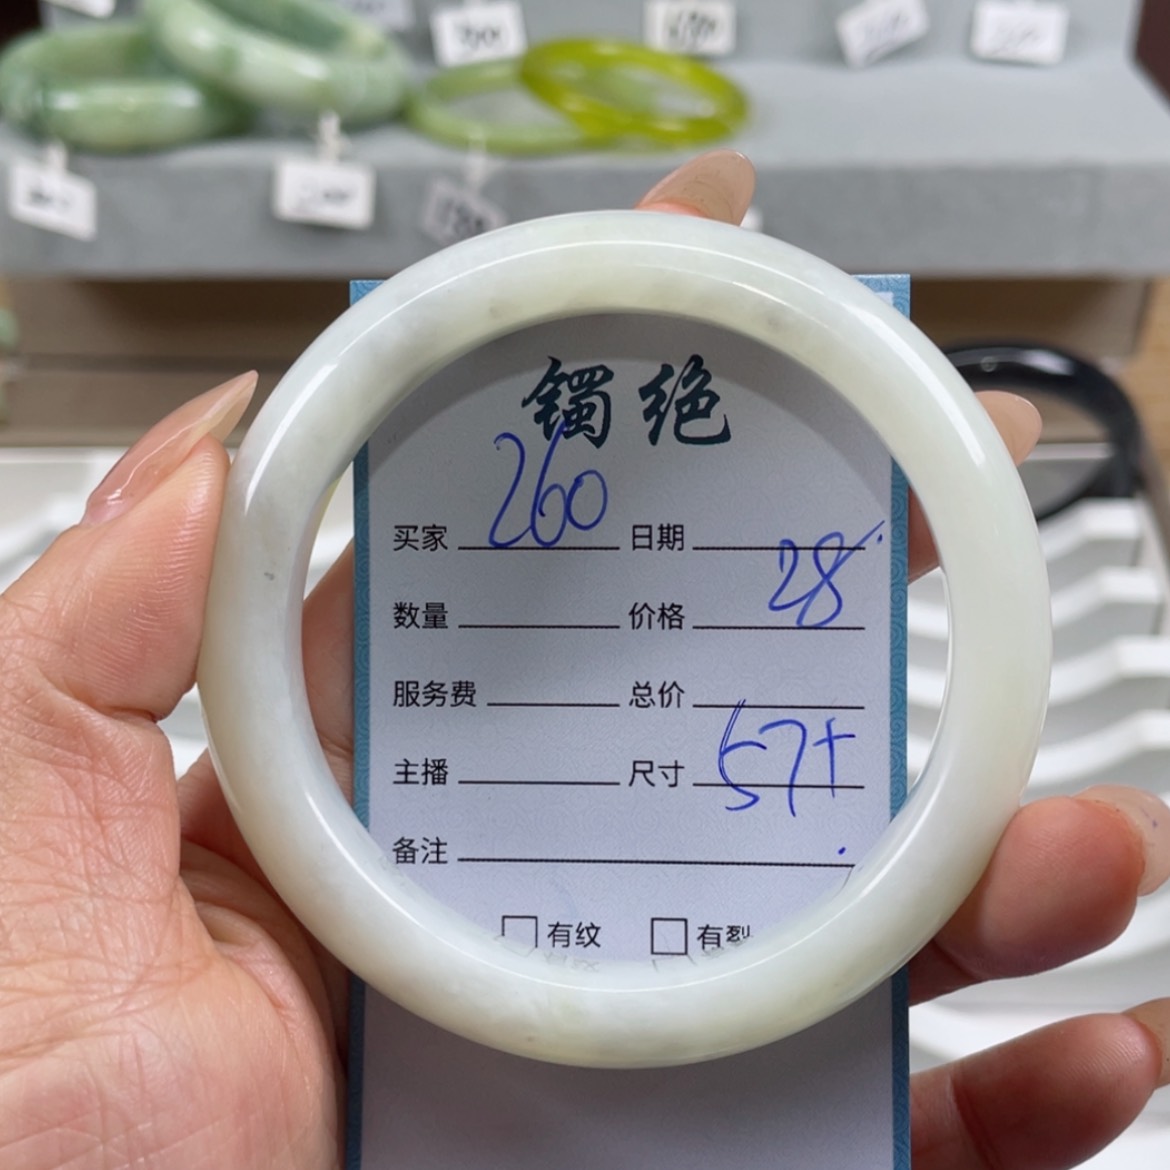 镯绝
买家 260 日期
数量 价格 28
服务费 总价
主播 尺寸 57+
备注
有纹 有裂